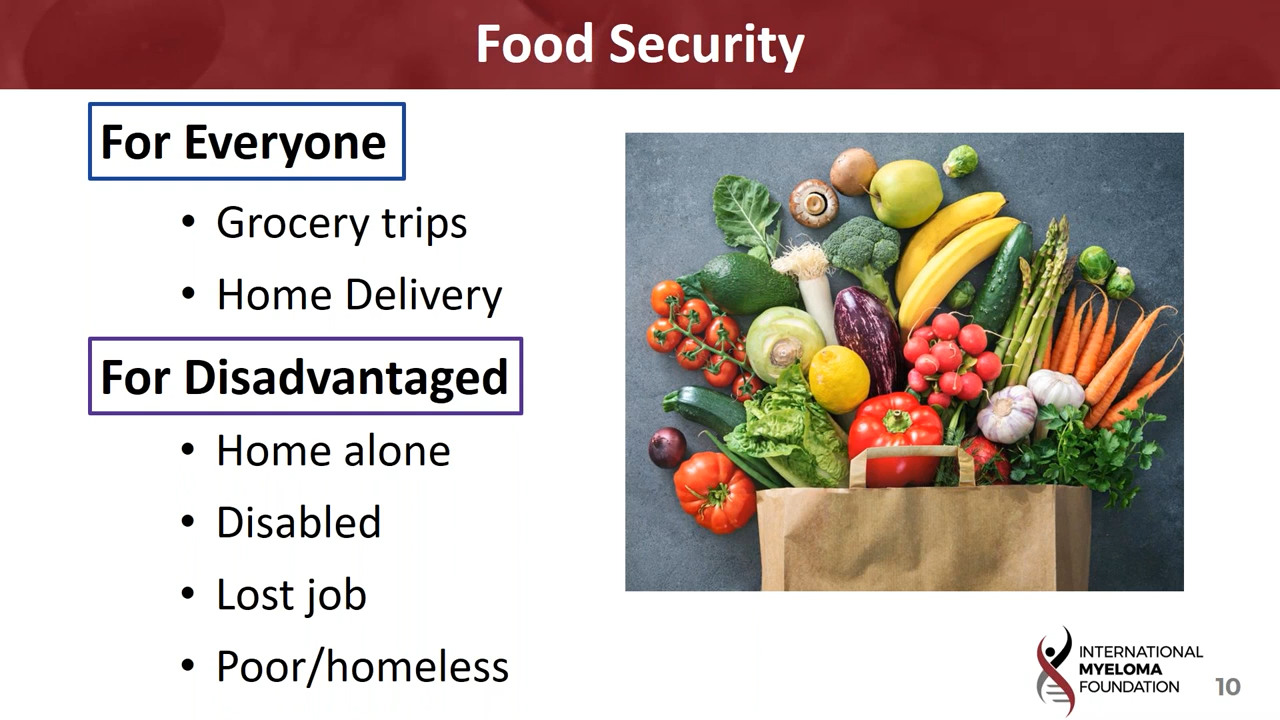 Food Security
For Everyone
• Grocery trips
• Home Delivery
For Disadvantaged
• Home alone
• Disabled
• Lost job
• Poor/homeless
INTERNATIONAL
MYELOMA
FOUNDATION
10